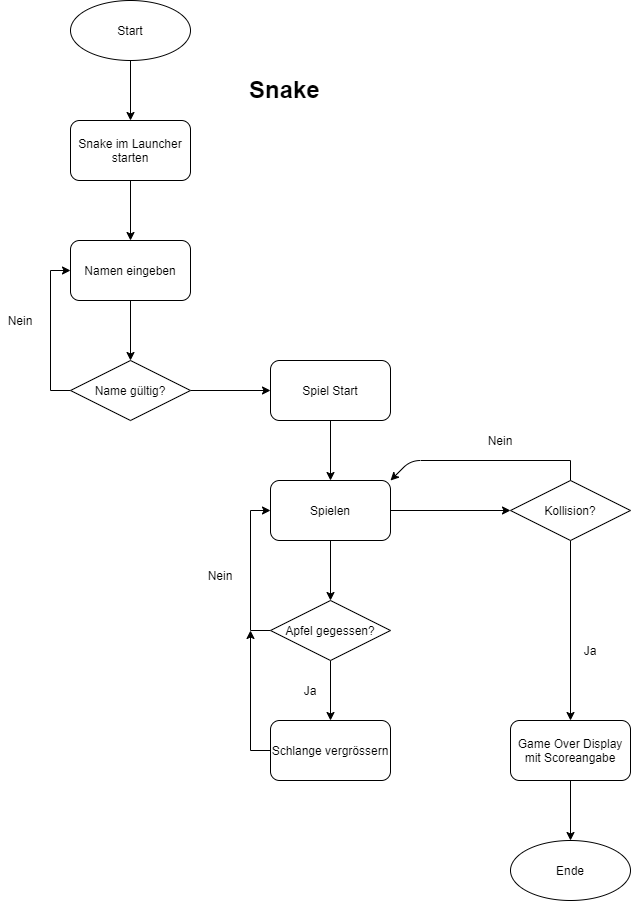 Start
Snake
Snake im Launcher
starten
Namen eingeben
Nein
Name gültig?
Spiel Start
Nein
Spielen
Kollision?
Nein
Apfel gegessen?
Ja
Ja
Schlange vergrössern
Game Over Display
mit Scoreangabe
Ende